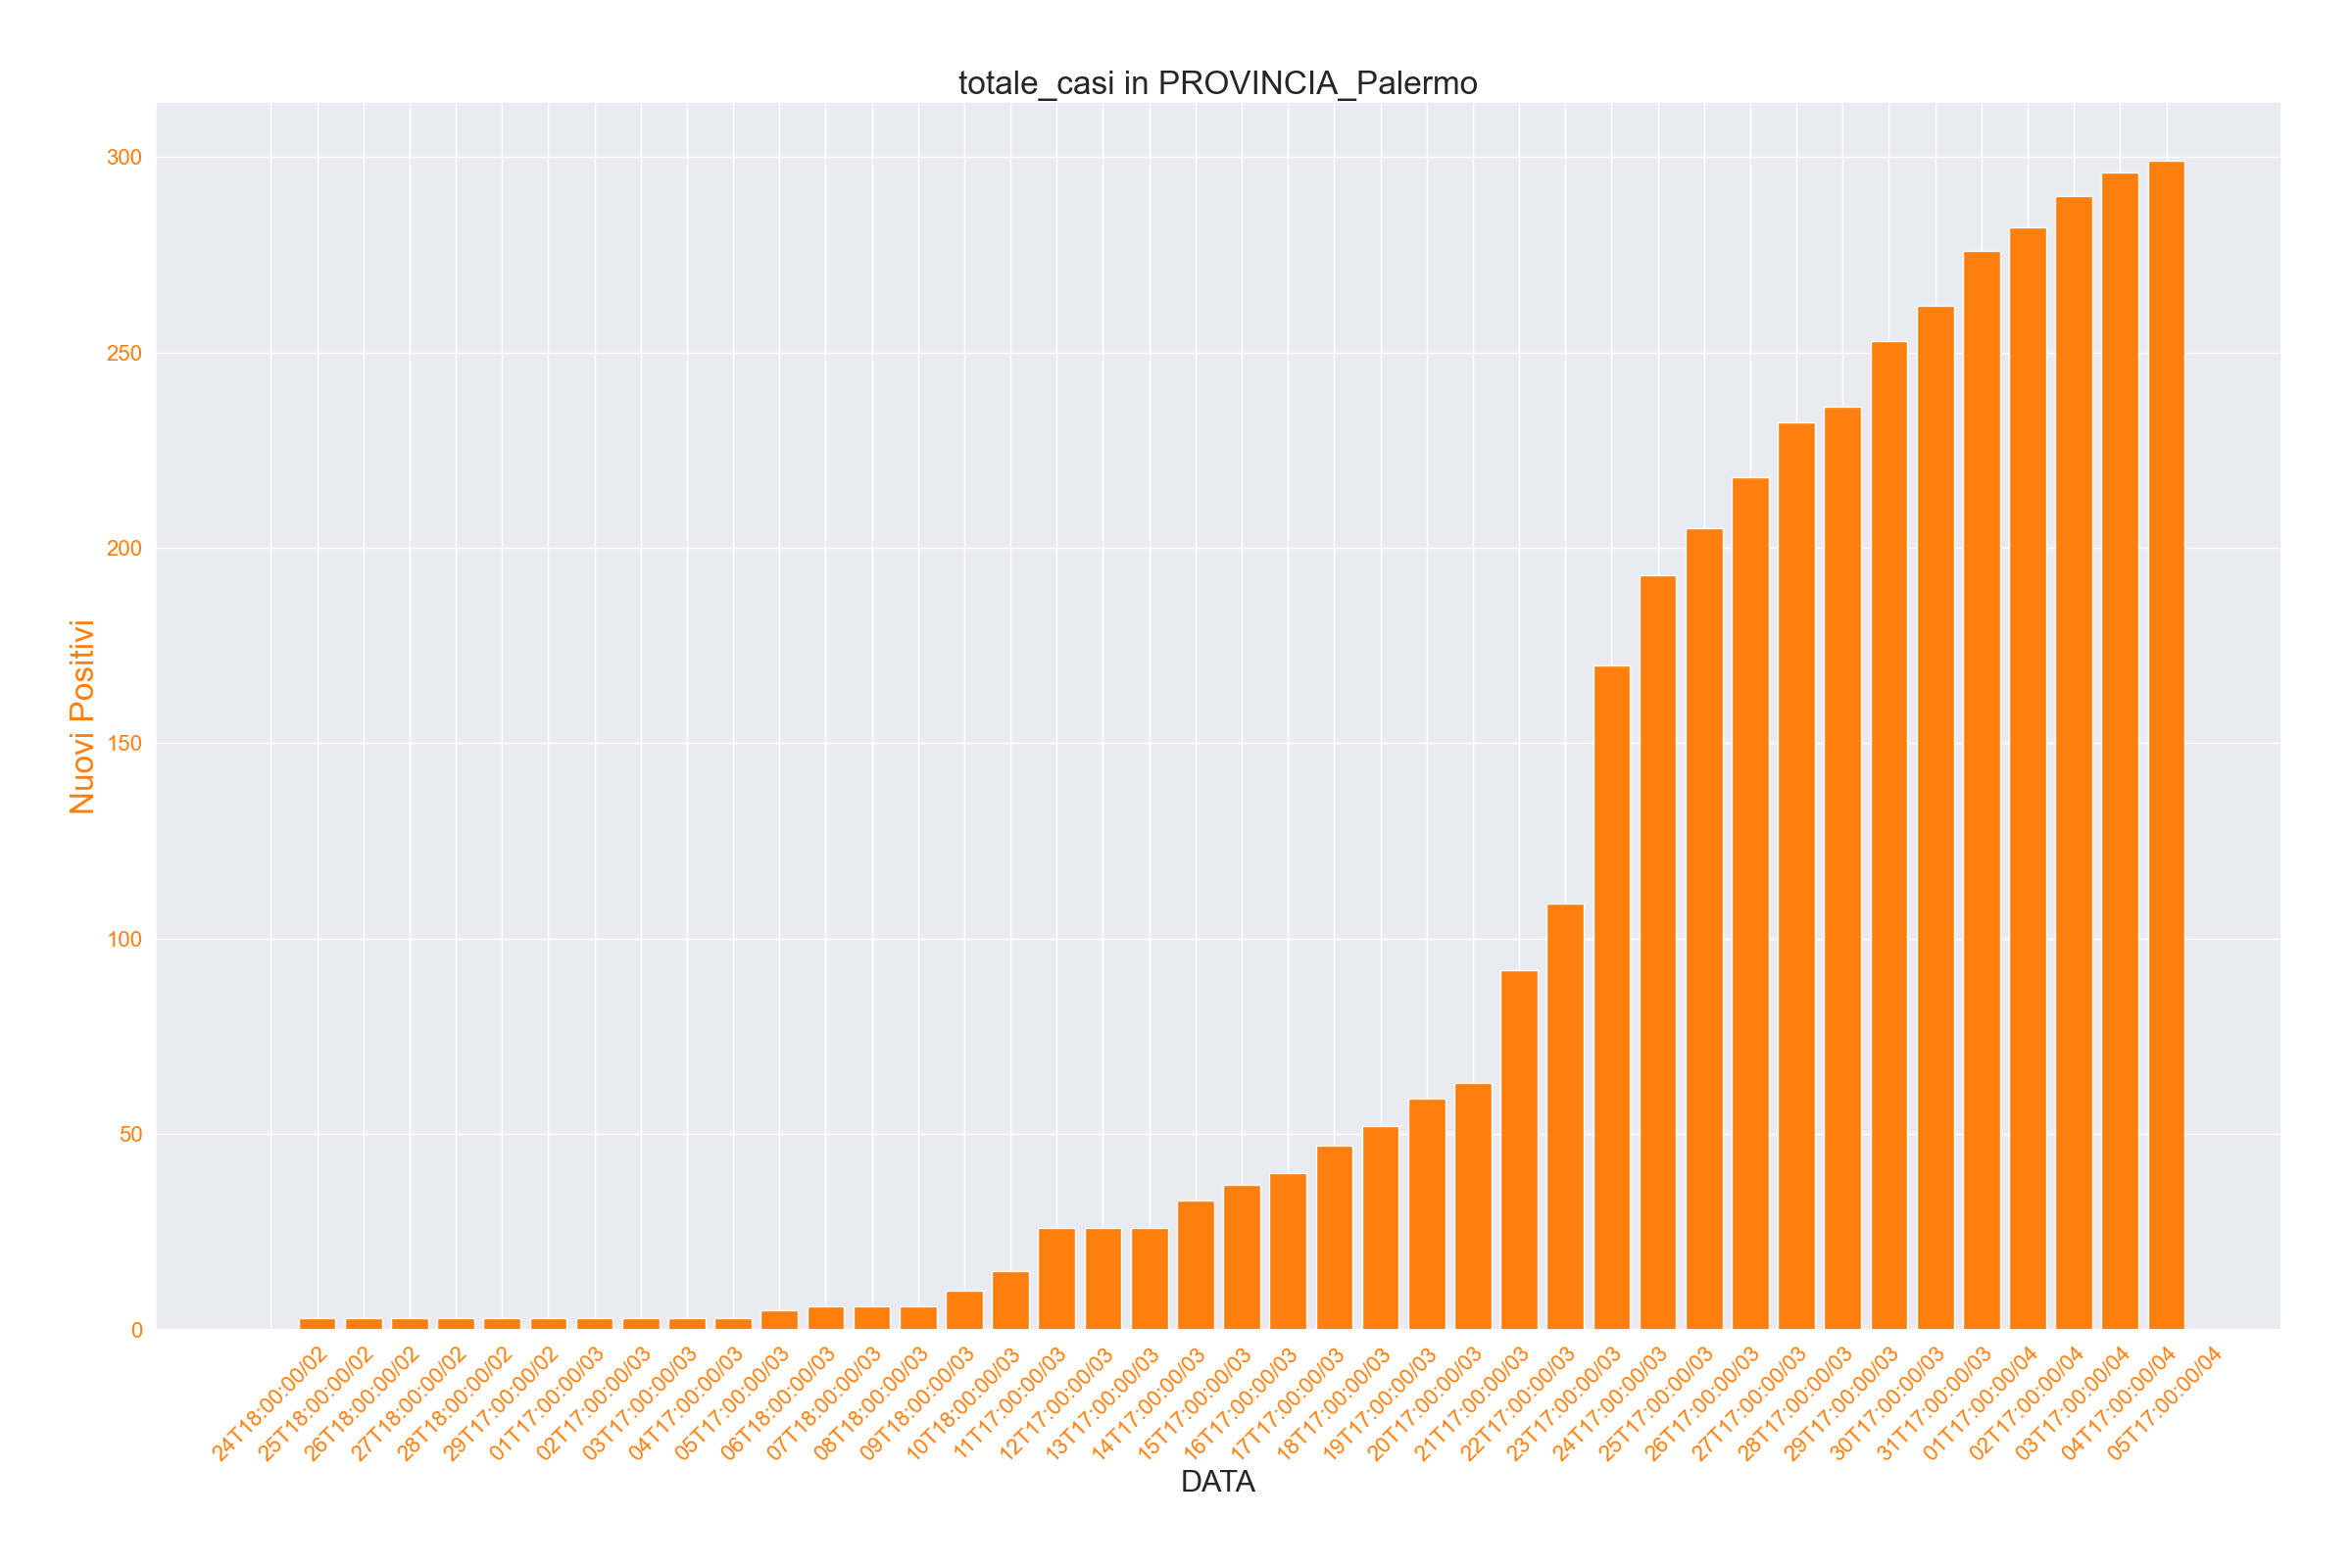 totale_casi in PROVINCIA_Palermo
Nuovi Positivi
300
250
200
150
100
50
0
24T18:00:00/02
25T18:00:00/02
26T18:00:00/02
27T18:00:00/02
28T18:00:00/02
29T17:00:00/02
01T17:00:00/03
02T17:00:00/03
03T17:00:00/03
04T17:00:00/03
05T17:00:00/03
06T18:00:00/03
07T18:00:00/03
08T18:00:00/03
09T18:00:00/03
10T18:00:00/03
11T17:00:00/03
12T17:00:00/03
13T17:00:00/03
14T17:00:00/03
15T17:00:00/03
16T17:00:00/03
17T17:00:00/03
18T17:00:00/03
19T17:00:00/03
20T17:00:00/03
21T17:00:00/03
22T17:00:00/03
23T17:00:00/03
24T17:00:00/03
25T17:00:00/03
26T17:00:00/03
27T17:00:00/03
28T17:00:00/03
29T17:00:00/03
30T17:00:00/03
31T17:00:00/03
01T17:00:00/04
02T17:00:00/04
03T17:00:00/04
04T17:00:00/04
05T17:00:00/04
DATA